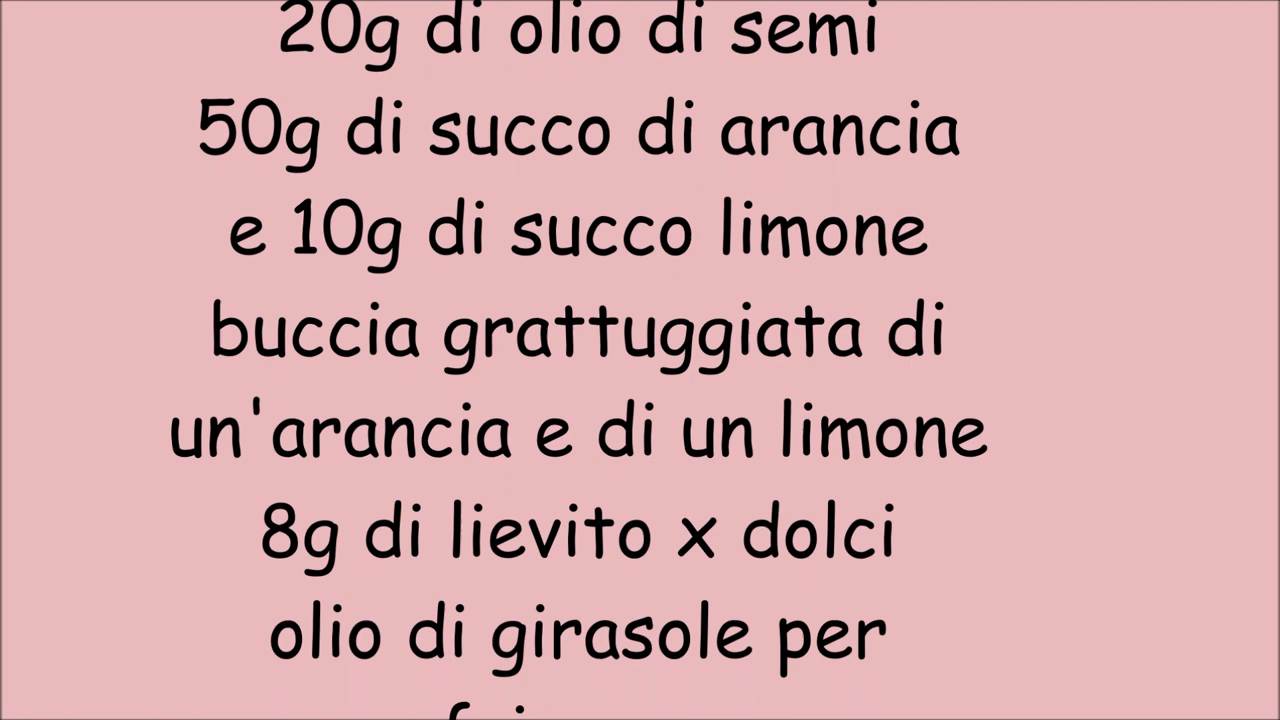 20g di olio di semi
50g di succo di arancia
e 10g di succo limone
buccia grattuggiata di
un'arancia e di un limone
8g di lievito x dolci
olio di girasole per